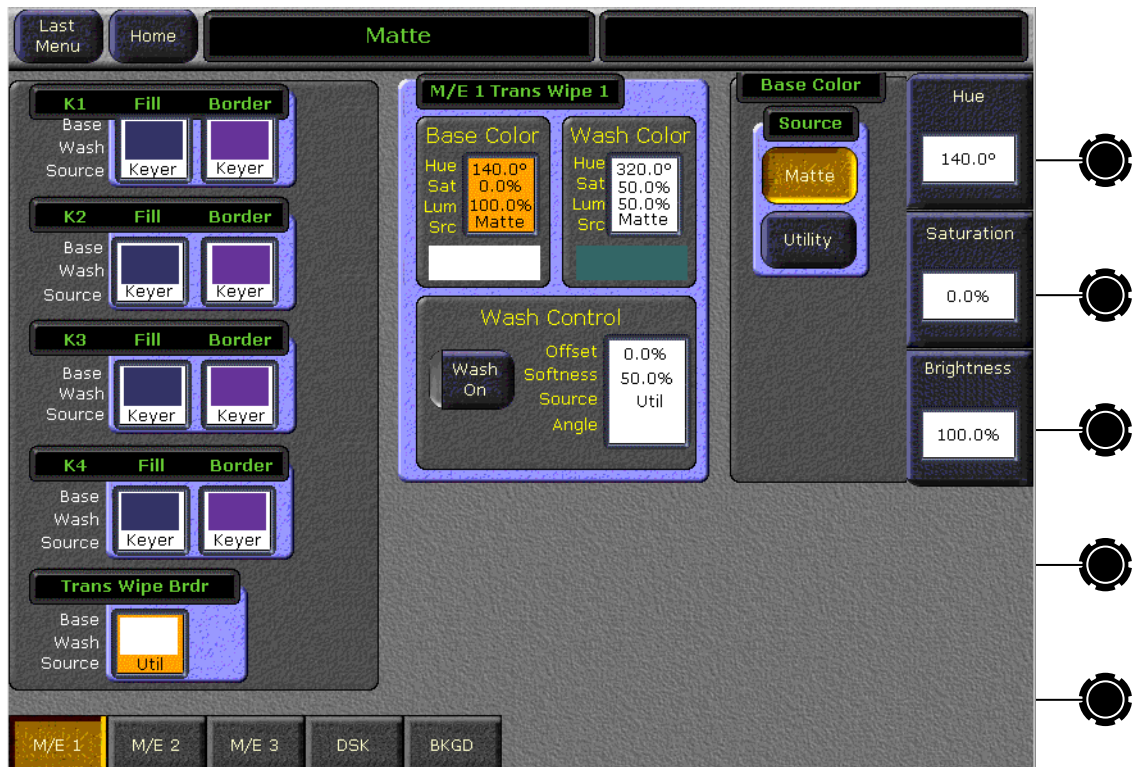 Last Menu
Home
Matte
K1 Fill Border
Base
Wash
Source Keyer Keyer
K2 Fill Border
Base
Wash
Source Keyer Keyer
K3 Fill Border
Base
Wash
Source Keyer Keyer
K4 Fill Border
Base
Wash
Source Keyer Keyer
Trans Wipe Brdr
Base
Wash
Source Util
M/E 1 Trans Wipe 1
Base Color
Hue 140.0°
Sat 0.0%
Lum 100.0%
Src Matte
Wash Color
Hue 320.0°
Sat 50.0%
Lum 50.0%
Src Matte
Wash Control
Wash On
Offset 0.0%
Softness 50.0%
Source Util
Angle
Base Color
Source
Matte
Utility
Hue
140.0°
Saturation
0.0%
Brightness
100.0%
M/E 1 M/E 2 M/E 3 DSK BKGD